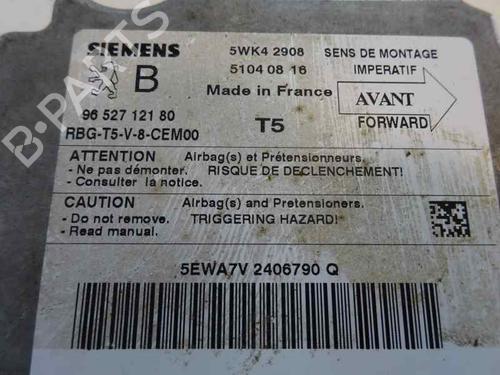 SIEMENS 5WK4 2908 SENS DE MONTAGE
B 5104 08 16 IMPERATIF
Made in France AVANT
96 527 121 80 FORWARD
RBG-T5-V-8-CEM00 T5
ATTENTION Airbag(s) et Prétensionneurs.
- Ne pas démonter. RISQUE DE DECLENCHEMENT!
- Consulter la notice.
CAUTION Airbag(s) and Pretensioners.
- Do not remove. TRIGGERING HAZARD!
- Read manual.
5EWA7V 2406790 Q
B-PARTS